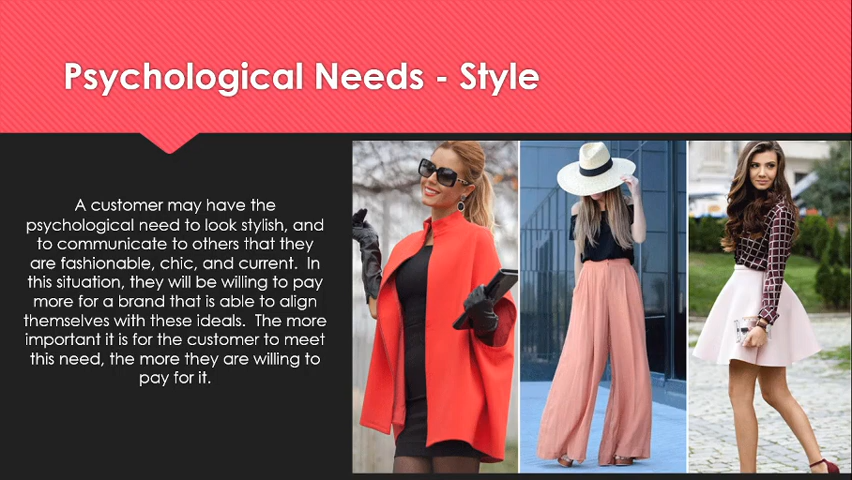 Psychological Needs - Style
A customer may have the
psychological need to look stylish, and
to communicate to others that they
are fashionable, chic, and current.  In
this situation, they will be willing to pay
more for a brand that is able to align
themselves with these ideals.  The more
important it is for the customer to meet
this need, the more they are willing to
pay for it.